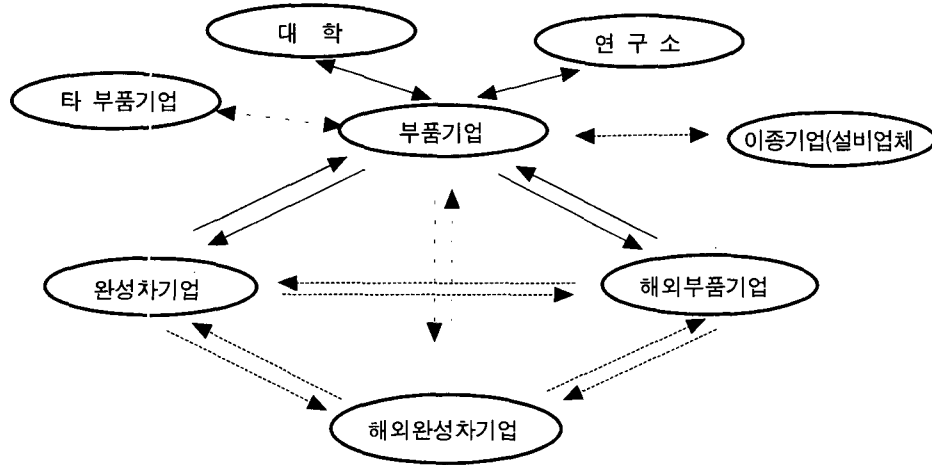 대 학
연 구 소
타 부품기업
부품기업
이종기업(설비업체
완성차기업
해외부품기업
해외완성차기업